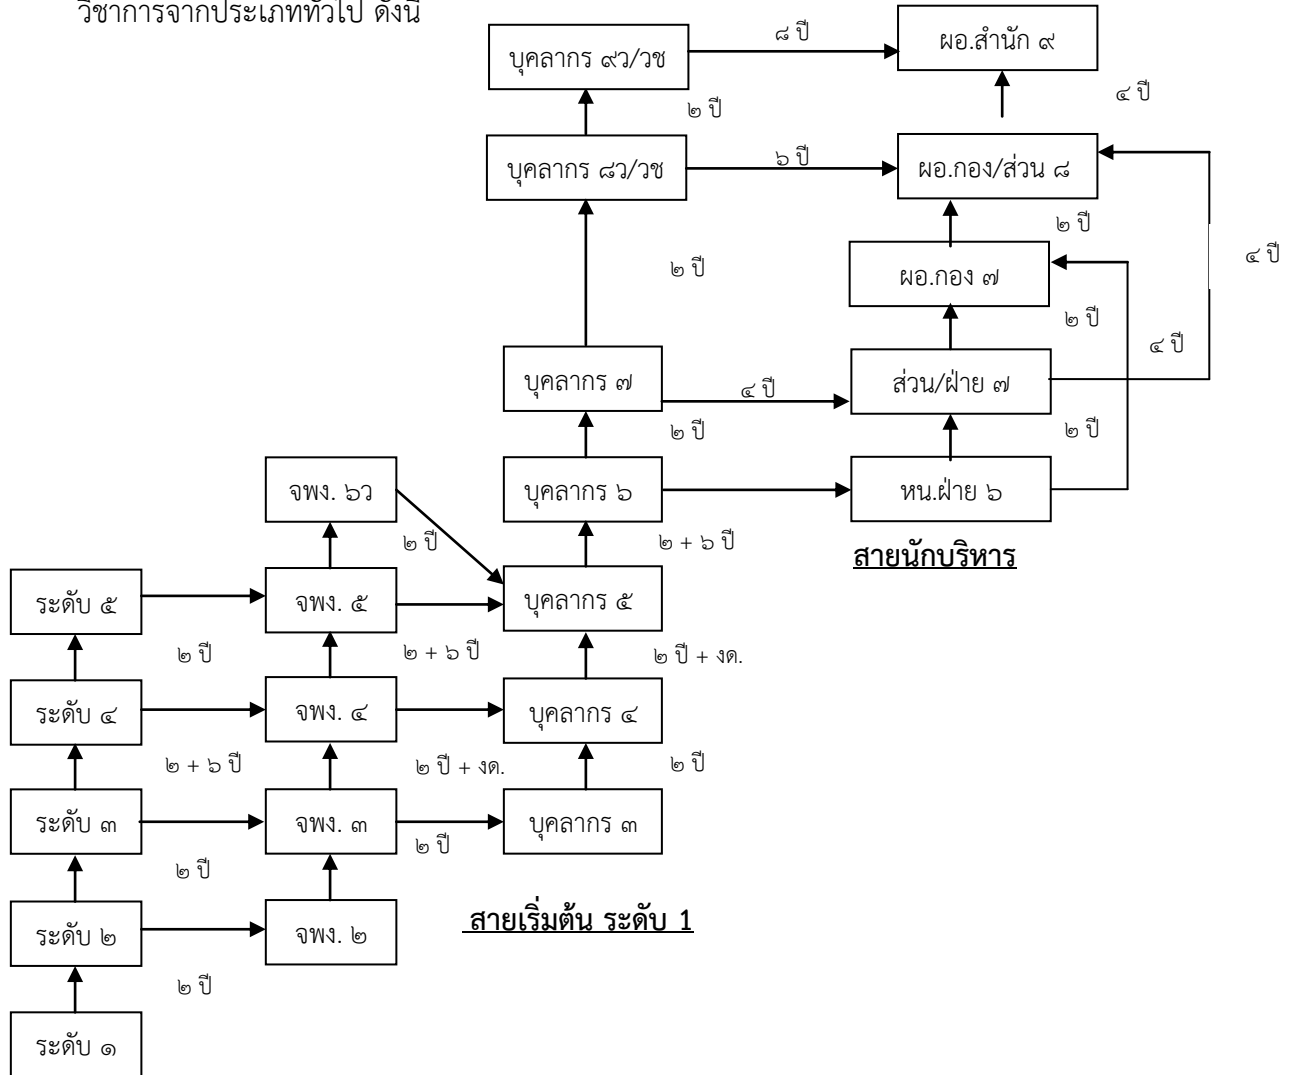 วิชาการจากประเภททั่วไป ดังนี้
๘ ปี
ผอ.สำนัก ๙
บุคลากร ๙ว/วช
๔ ปี
๒ ปี
บุคลากร ๘ว/วช
๖ ปี
ผอ.กอง/ส่วน ๘
๒ ปี
๔ ปี
๒ ปี
ผอ.กอง ๗
๒ ปี
๔ ปี
บุคลากร ๗
๔ ปี
ส่วน/ฝ่าย ๗
๒ ปี
๒ ปี
จพง. ๖ว
บุคลากร ๖
หน.ฝ่าย ๖
๒ ปี
๒ + ๖ ปี
สายนักบริหาร
ระดับ ๕
จพง. ๕
บุคลากร ๕
๒ ปี
๒ + ๖ ปี
๒ ปี + งด.
ระดับ ๔
จพง. ๔
บุคลากร ๔
๒ + ๖ ปี
๒ ปี + งด.
๒ ปี
ระดับ ๓
จพง. ๓
บุคลากร ๓
๒ ปี
๒ ปี
ระดับ ๒
จพง. ๒
สายเริ่มต้น ระดับ 1
๒ ปี
ระดับ ๑